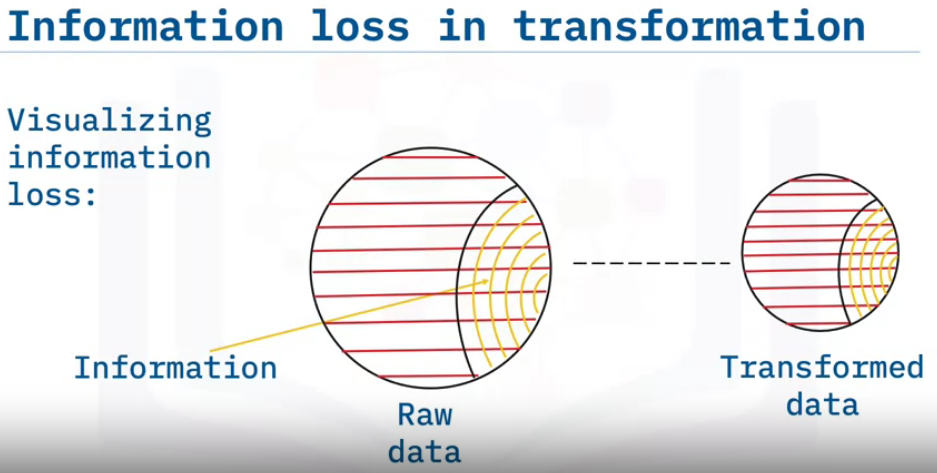 Information loss in transformation
Visualizing
information
loss:
Information
Raw
data
Transformed
data